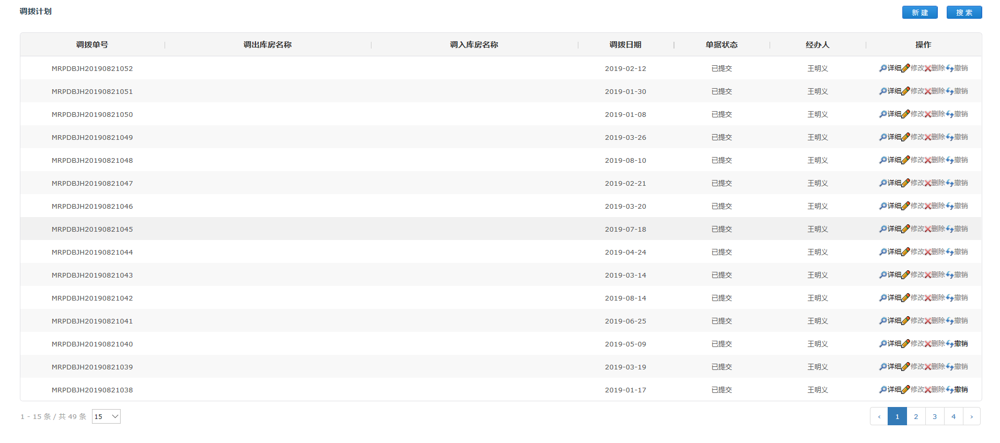 调拨计划
新 建 搜 索
调拨单号 调出库房名称 调入库房名称 调拨日期 单据状态 经办人 操作
MRPDBJH20190821052 2019-02-12 已提交 王明义 详细 修改 删除 撤销
MRPDBJH20190821051 2019-01-30 已提交 王明义 详细 修改 删除 撤销
MRPDBJH20190821050 2019-01-08 已提交 王明义 详细 修改 删除 撤销
MRPDBJH20190821049 2019-03-26 已提交 王明义 详细 修改 删除 撤销
MRPDBJH20190821048 2019-08-10 已提交 王明义 详细 修改 删除 撤销
MRPDBJH20190821047 2019-02-21 已提交 王明义 详细 修改 删除 撤销
MRPDBJH20190821046 2019-03-20 已提交 王明义 详细 修改 删除 撤销
MRPDBJH20190821045 2019-07-18 已提交 王明义 详细 修改 删除 撤销
MRPDBJH20190821044 2019-04-24 已提交 王明义 详细 修改 删除 撤销
MRPDBJH20190821043 2019-03-14 已提交 王明义 详细 修改 删除 撤销
MRPDBJH20190821042 2019-08-14 已提交 王明义 详细 修改 删除 撤销
MRPDBJH20190821041 2019-06-25 已提交 王明义 详细 修改 删除 撤销
MRPDBJH20190821040 2019-05-09 已提交 王明义 详细 修改 删除 撤销
MRPDBJH20190821039 2019-03-19 已提交 王明义 详细 修改 删除 撤销
MRPDBJH20190821038 2019-01-17 已提交 王明义 详细 修改 删除 撤销
1 - 15 条 / 共 49 条 15 ‹ 1 2 3 4 ›